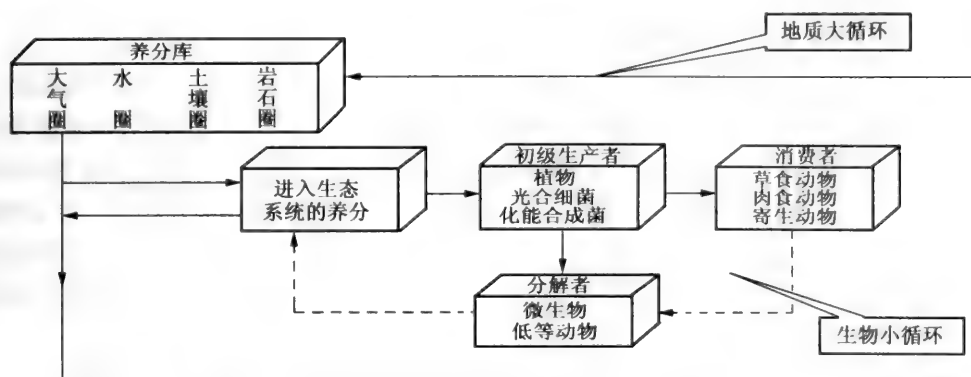 地质大循环
养分库
大气圈
水圈
土壤圈
岩石圈
进入生态
系统的养分
初级生产者
植物
光合细菌
化能合成菌
消费者
草食动物
肉食动物
寄生动物
分解者
微生物
低等动物
生物小循环